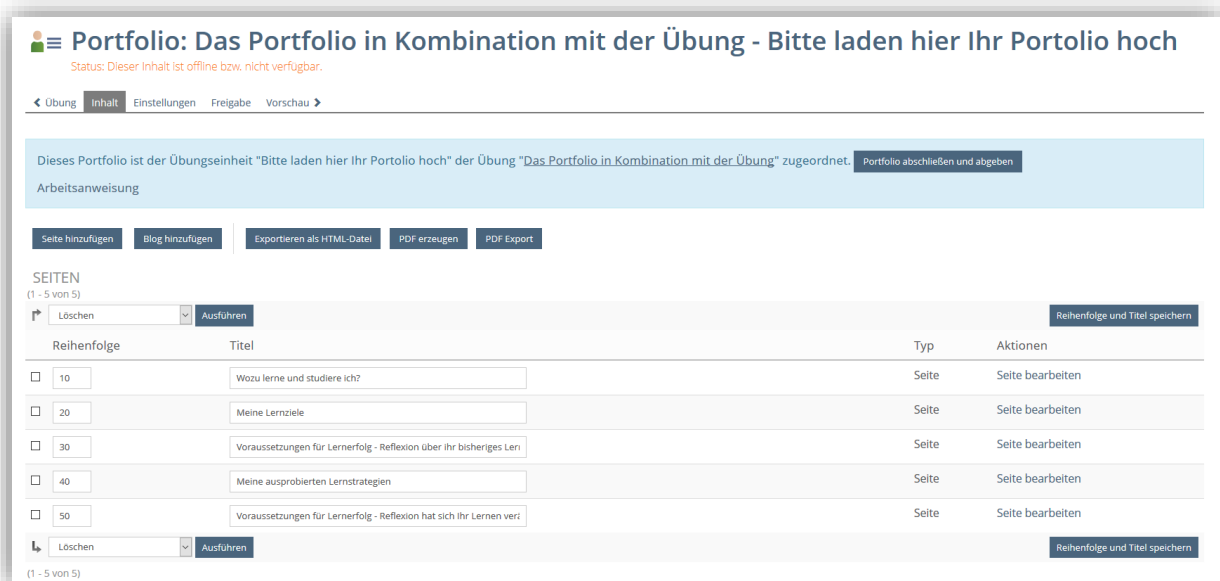 Portfolio: Das Portfolio in Kombination mit der Übung - Bitte laden hier Ihr Portolio hoch
Status: Dieser Inhalt ist offline bzw. nicht verfügbar.
Übung Inhalt Einstellungen Freigabe Vorschau
Dieses Portfolio ist der Übungseinheit "Bitte laden hier Ihr Portolio hoch" der Übung "Das Portfolio in Kombination mit der Übung" zugeordnet. Portfolio abschließen und abgeben
Arbeitsanweisung
Seite hinzufügen Blog hinzufügen Exportieren als HTML-Datei PDF erzeugen PDF Export
SEITEN
(1 - 5 von 5)
Löschen Ausführen Reihenfolge und Titel speichern
Reihenfolge Titel Typ Aktionen
10 Wozu lerne und studiere ich? Seite Seite bearbeiten
20 Meine Lernziele Seite Seite bearbeiten
30 Voraussetzungen für Lernerfolg - Reflexion über ihr bisheriges Seite Seite bearbeiten
40 Meine ausprobierten Lernstrategien Seite Seite bearbeiten
50 Voraussetzungen für Lernerfolg - Reflexion hat sich Ihr Lernen Seite Seite bearbeiten
Löschen Ausführen Reihenfolge und Titel speichern
(1 - 5 von 5)